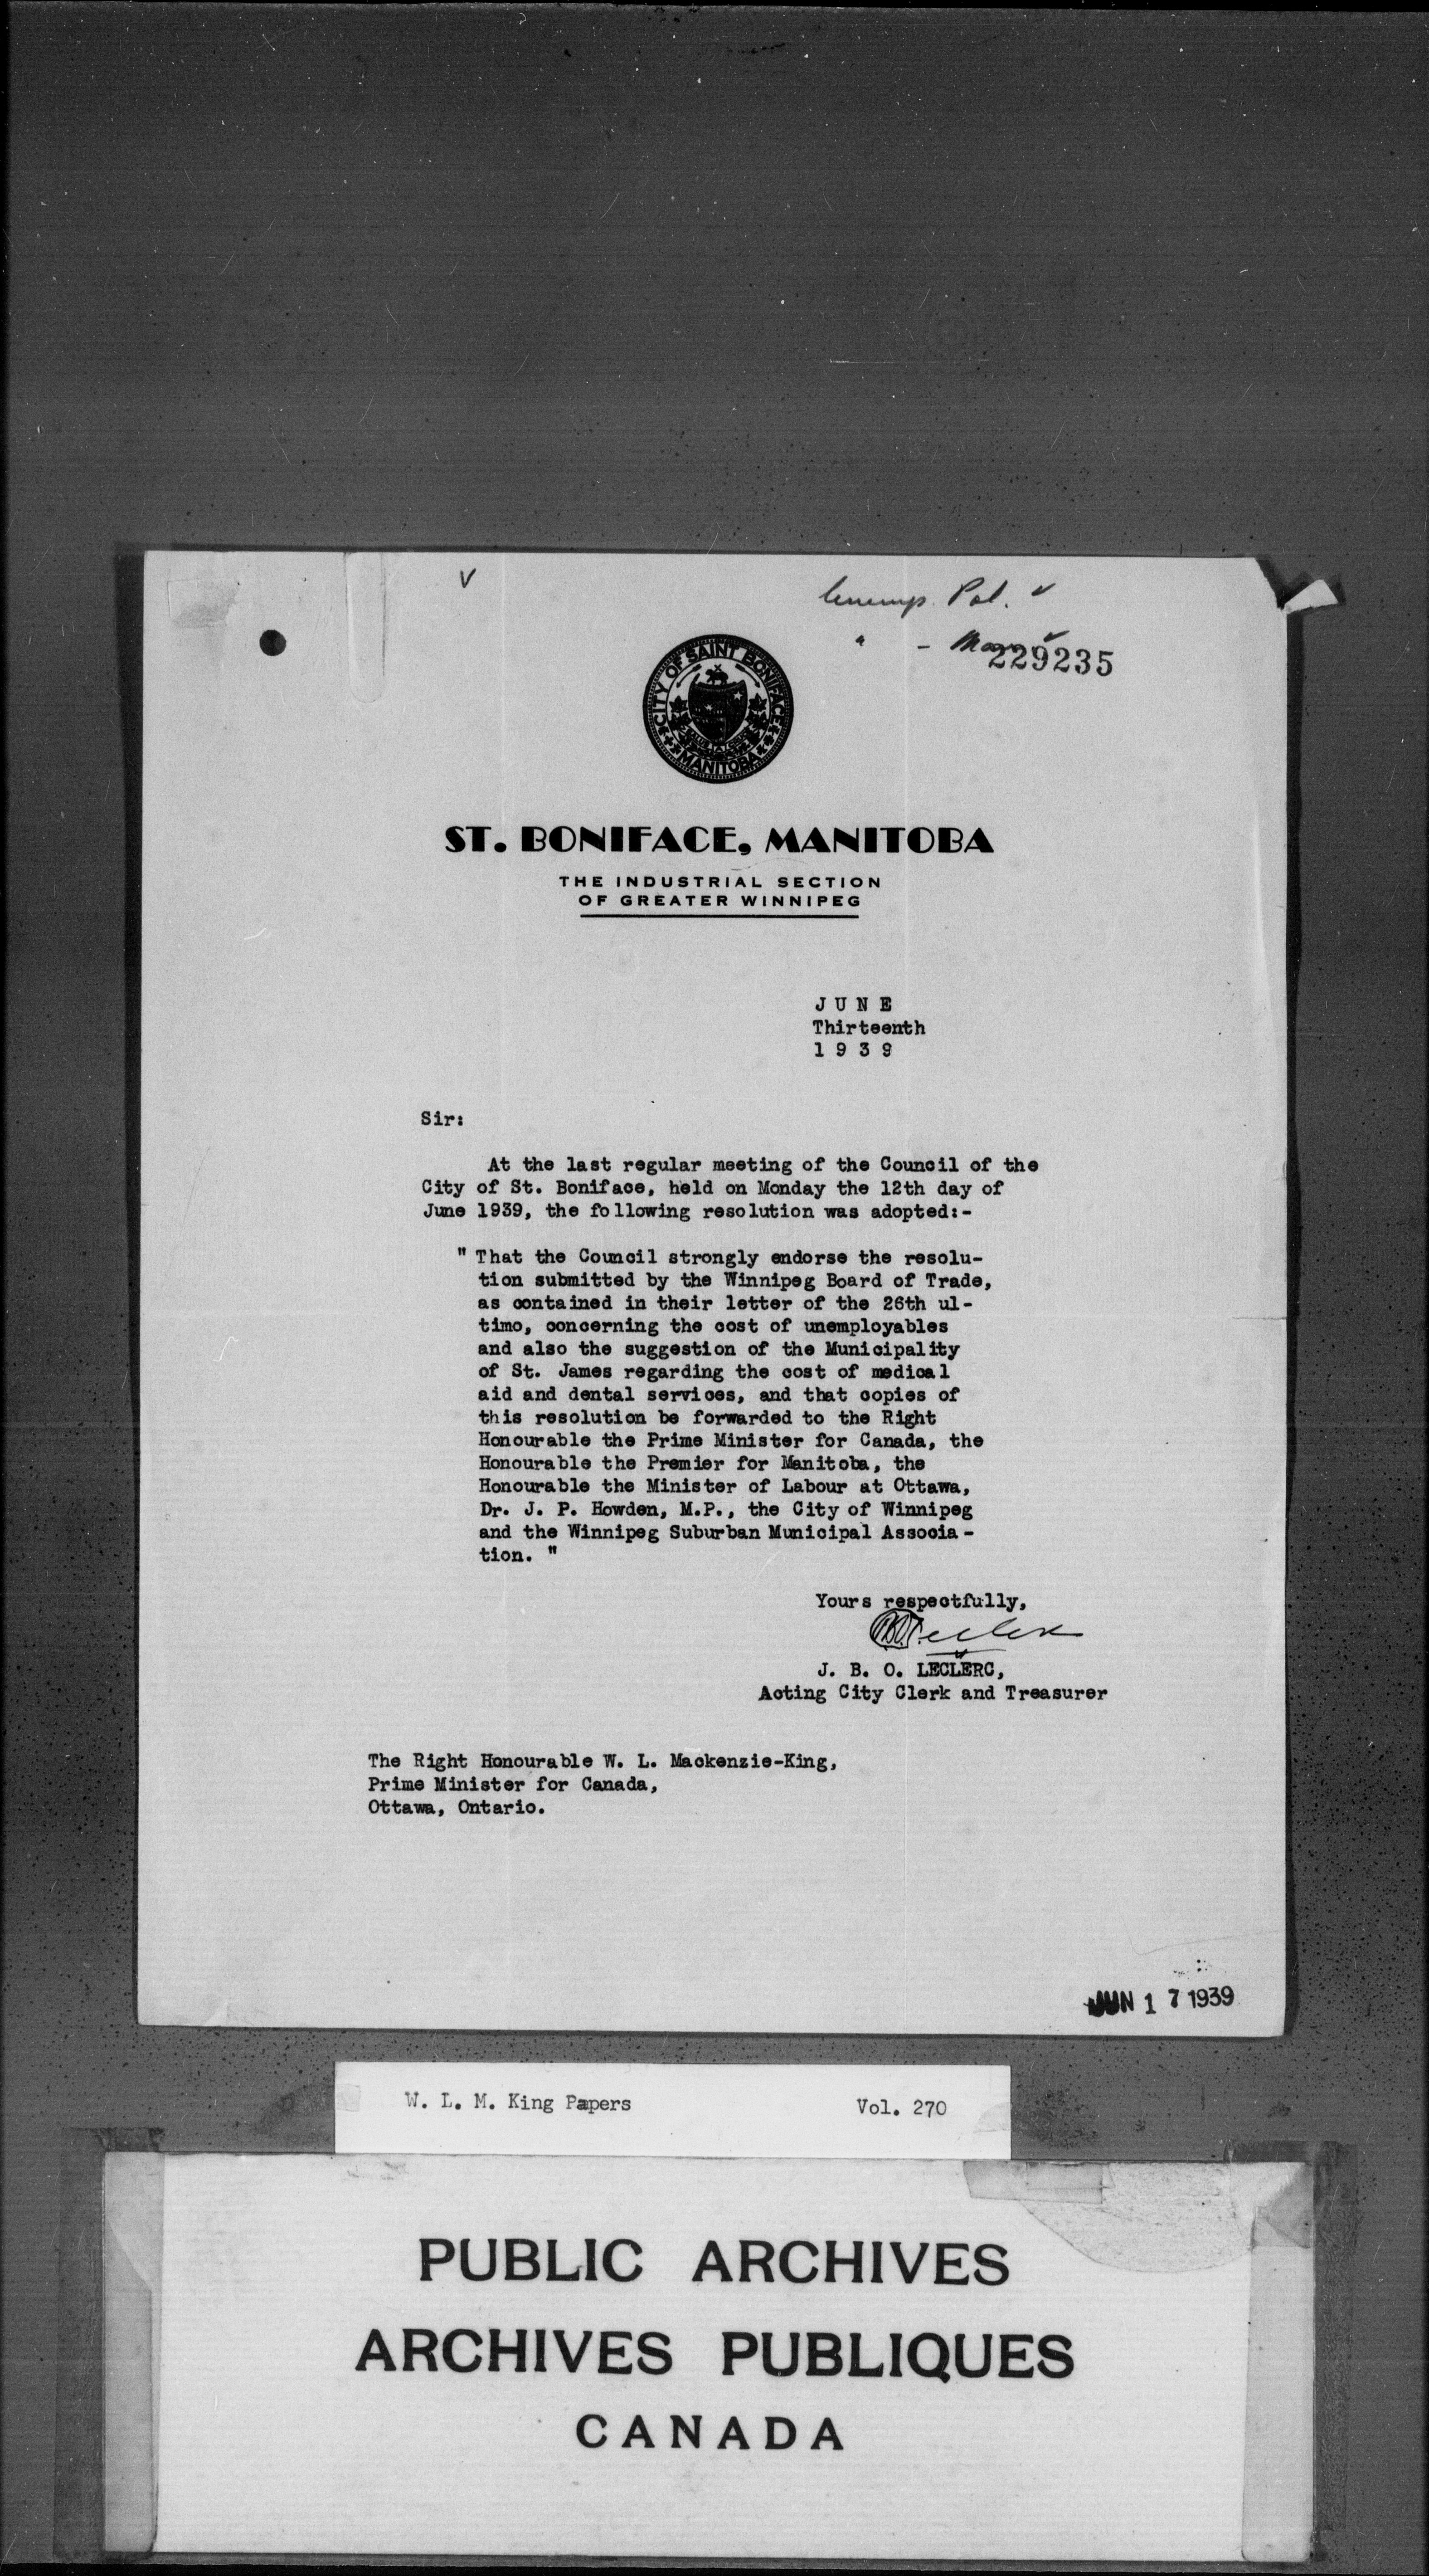 Unemp. Pol. ✓
" - ✓
229235
CITY OF SAINT BONIFACE
MANITOBA
ST. BONIFACE, MANITOBA
THE INDUSTRIAL SECTION
OF GREATER WINNIPEG
JUNE
Thirteenth
1939
Sir:
At the last regular meeting of the Council of the
City of St. Boniface, held on Monday the 12th day of
June 1939, the following resolution was adopted:-
" That the Council strongly endorse the resolu-
tion submitted by the Winnipeg Board of Trade,
as contained in their letter of the 26th ul-
timo, concerning the cost of unemployables
and also the suggestion of the Municipality
of St. James regarding the cost of medical
aid and dental services, and that copies of
this resolution be forwarded to the Right
Honourable the Prime Minister for Canada, the
Honourable the Premier for Manitoba, the
Honourable the Minister of Labour at Ottawa,
Dr. J. P. Howden, M.P., the City of Winnipeg
and the Winnipeg Suburban Municipal Associa-
tion. "
Yours respectfully,
J. B. O. LECLERC,
Acting City Clerk and Treasurer
The Right Honourable W. L. Mackenzie-King,
Prime Minister for Canada,
Ottawa, Ontario.
JUN 17 1939
W. L. M. King Papers Vol. 270
PUBLIC ARCHIVES
ARCHIVES PUBLIQUES
CANADA